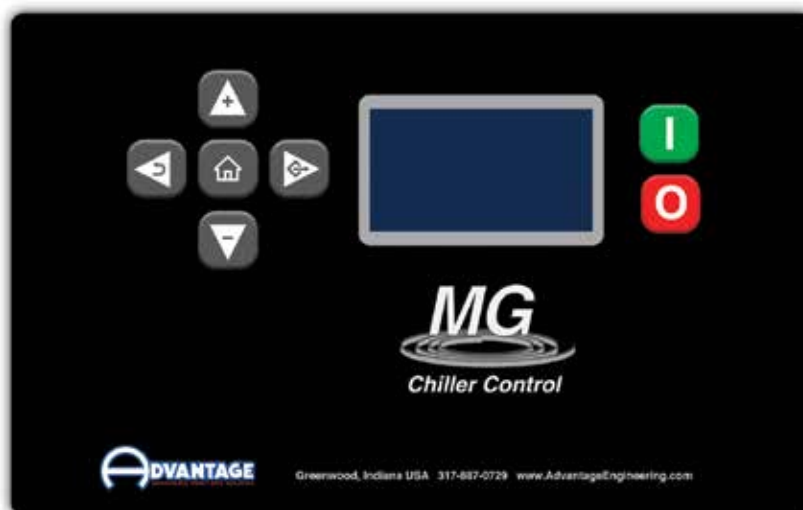 +
-
I
O
MG
Chiller Control
ADVANTAGE
Greenwood, Indiana USA 317-887-0729 www.AdvantageEngineering.com